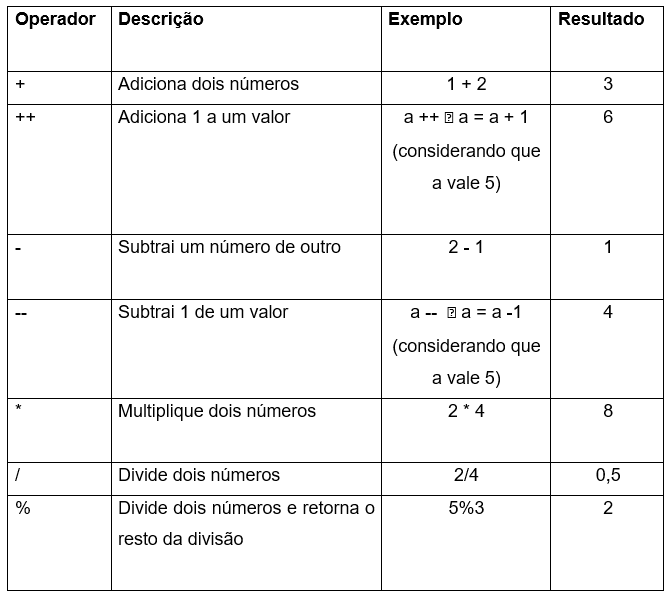 Operador Descrição Exemplo Resultado
+ Adiciona dois números 1 + 2 3
++ Adiciona 1 a um valor a ++ ⍰ a = a + 1 6
(considerando que
a vale 5)
- Subtrai um número de outro 2 - 1 1
-- Subtrai 1 de um valor a -- ⍰ a = a -1 4
(considerando que
a vale 5)
* Multiplique dois números 2 * 4 8
/ Divide dois números 2/4 0,5
% Divide dois números e retorna o 5%3 2
resto da divisão